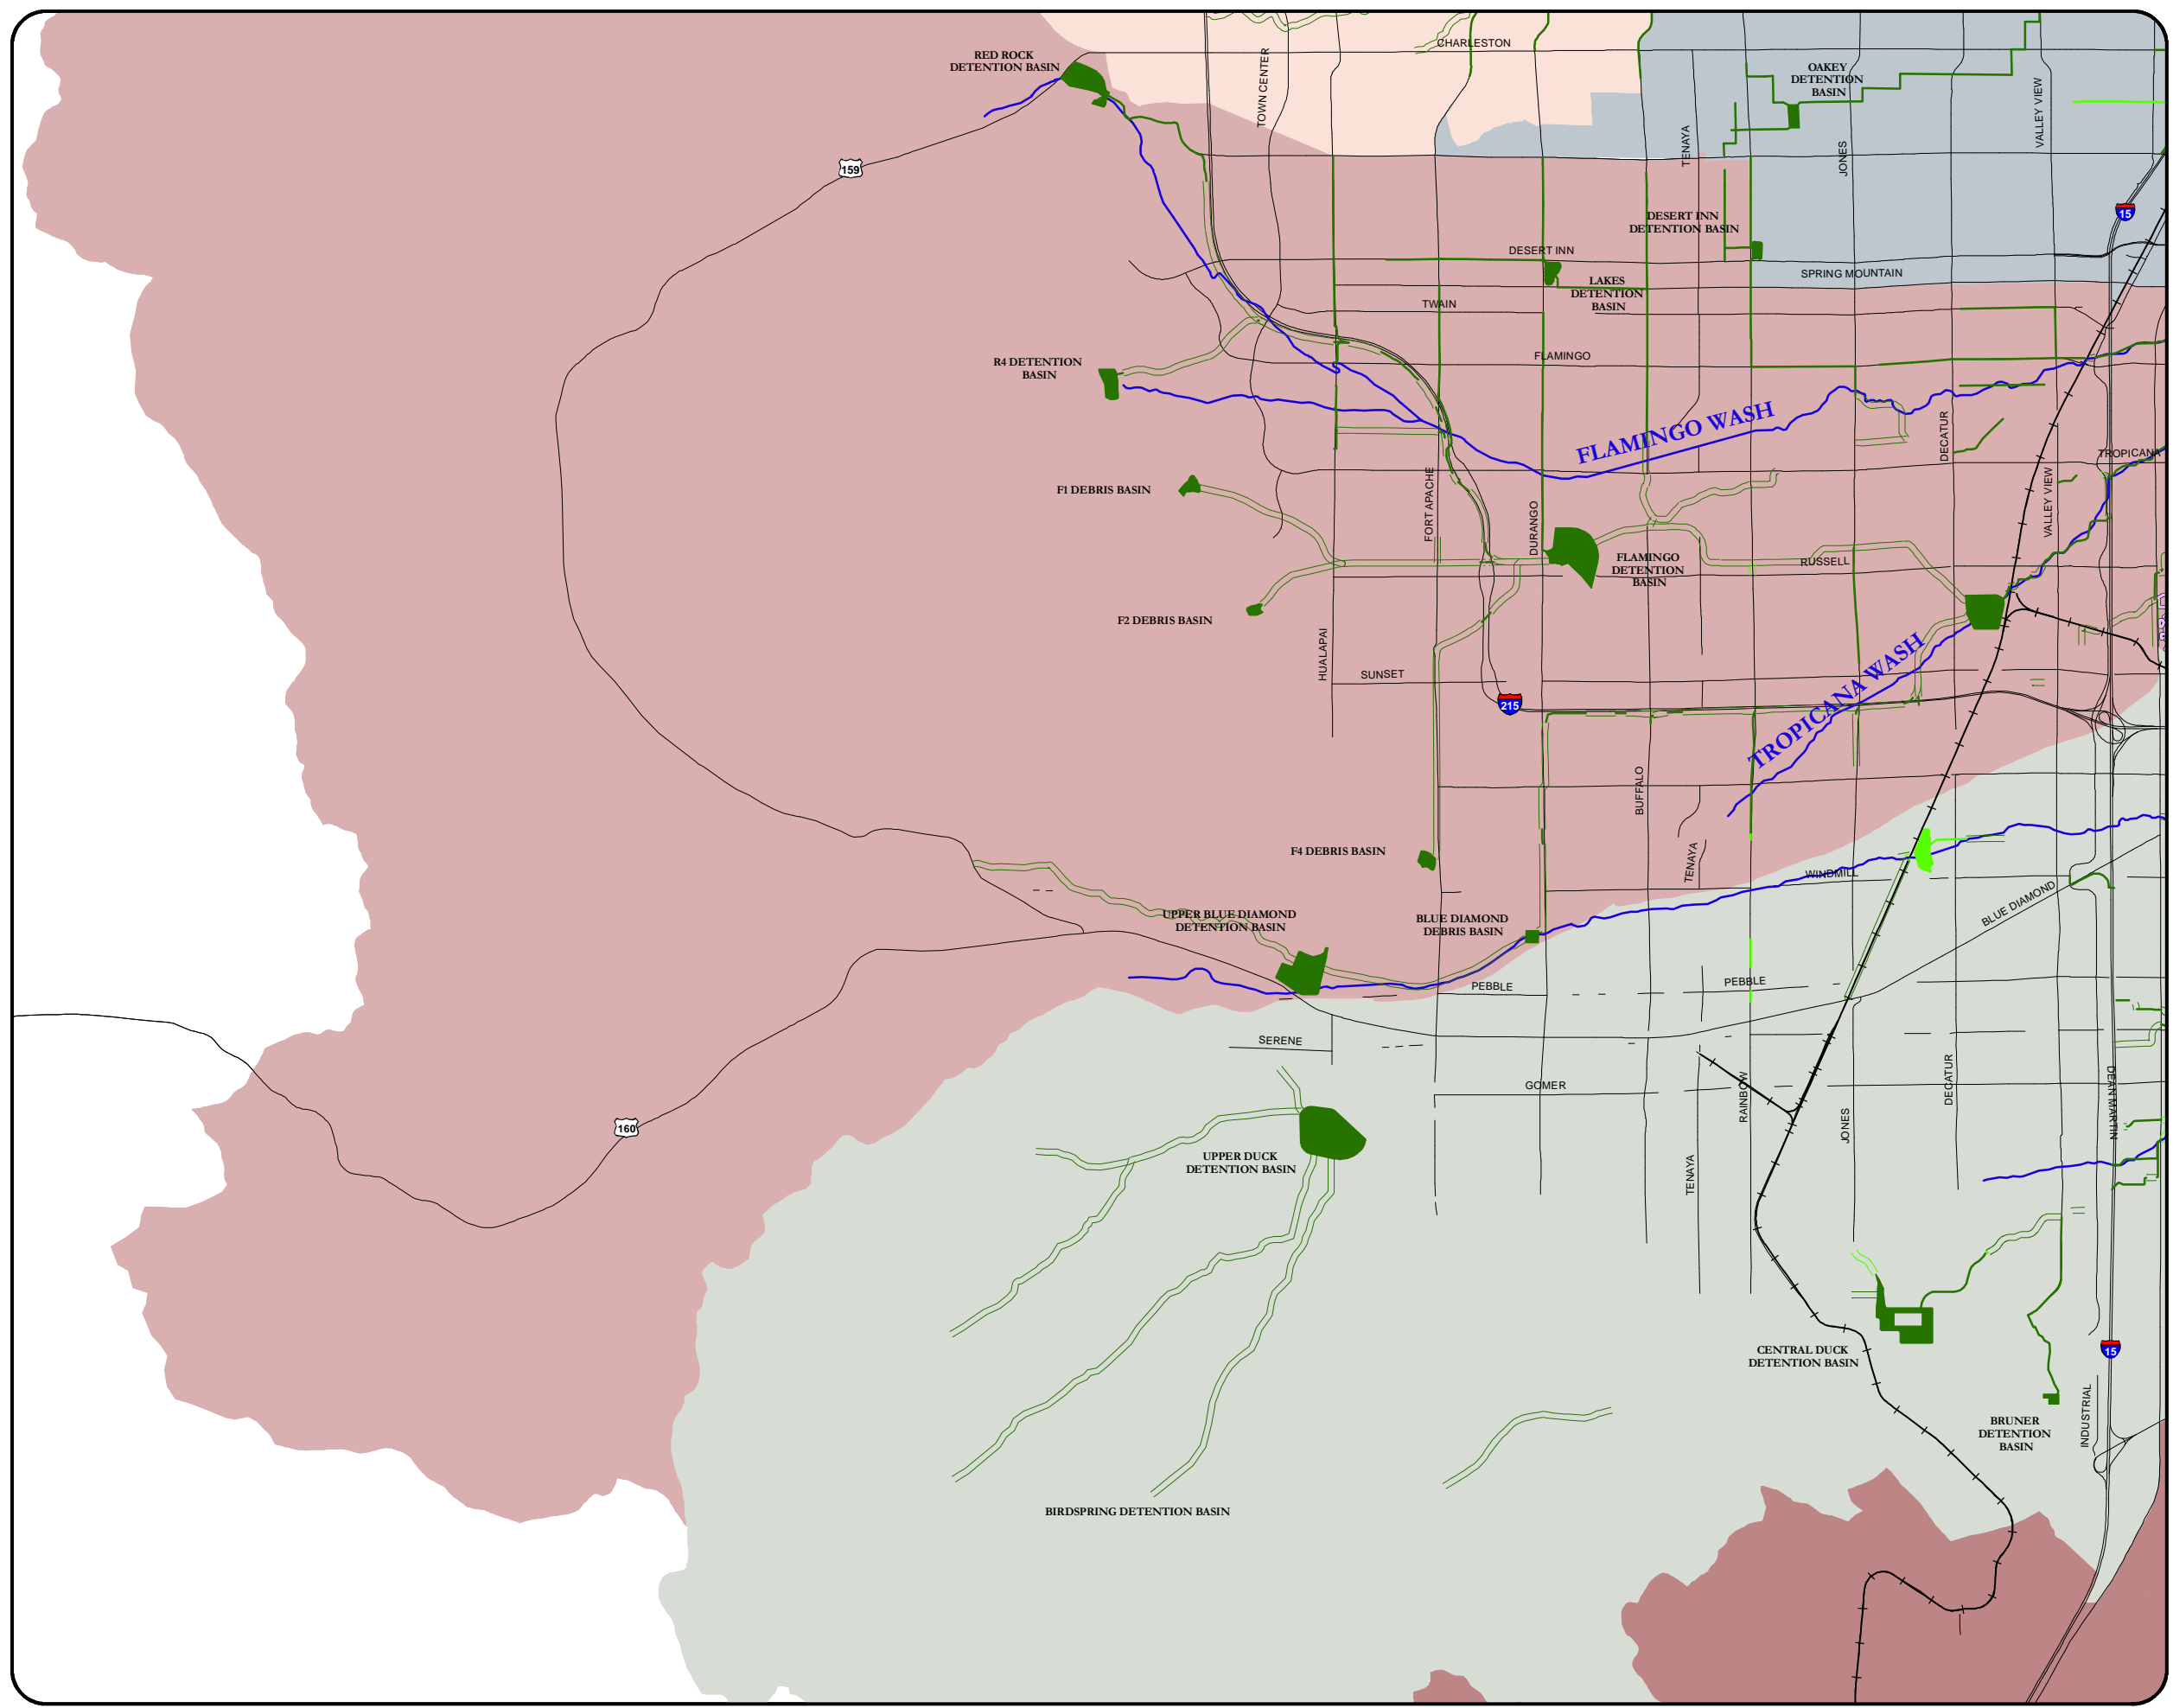 CHARLESTON
RED ROCK
DETENTION BASIN
TOWN CENTER
OAKEY
DETENTION
BASIN
VALLEY VIEW
TENAYA
JONES
159
15
DESERT INN
DETENTION BASIN
DESERT INN
SPRING MOUNTAIN
LAKES
DETENTION
BASIN
TWAIN
FLAMINGO
R4 DETENTION
BASIN
FLAMINGO WASH
DECATUR
TROPICANA
F1 DEBRIS BASIN
FORT APACHE
VALLEY VIEW
DURANGO
FLAMINGO
DETENTION
BASIN
RUSSELL
F2 DEBRIS BASIN
HUALAPAI
SUNSET
TROPICANA WASH
215
BUFFALO
F4 DEBRIS BASIN
TENAYA
WINDMILL
BLUE DIAMOND
UPPER BLUE DIAMOND
DETENTION BASIN
BLUE DIAMOND
DEBRIS BASIN
PEBBLE
PEBBLE
SERENE
GOMER
RAINBOW
DECATUR
DEAN MARTIN
160
JONES
UPPER DUCK
DETENTION BASIN
TENAYA
CENTRAL DUCK
DETENTION BASIN
15
BRUNER
DETENTION
BASIN
INDUSTRIAL
BIRDSPRING DETENTION BASIN